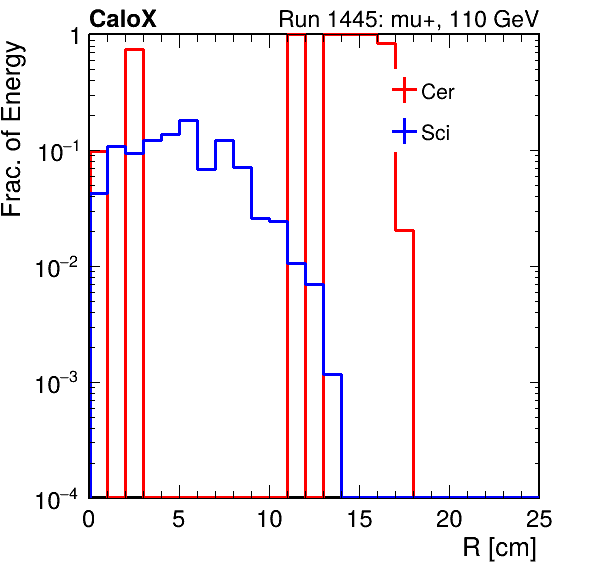 CaloX Run 1445: mu+, 110 GeV
Frac. of Energy
1
10⁻¹
10⁻²
10⁻³
10⁻⁴
Cer
Sci
0 5 10 15 20 25
R [cm]